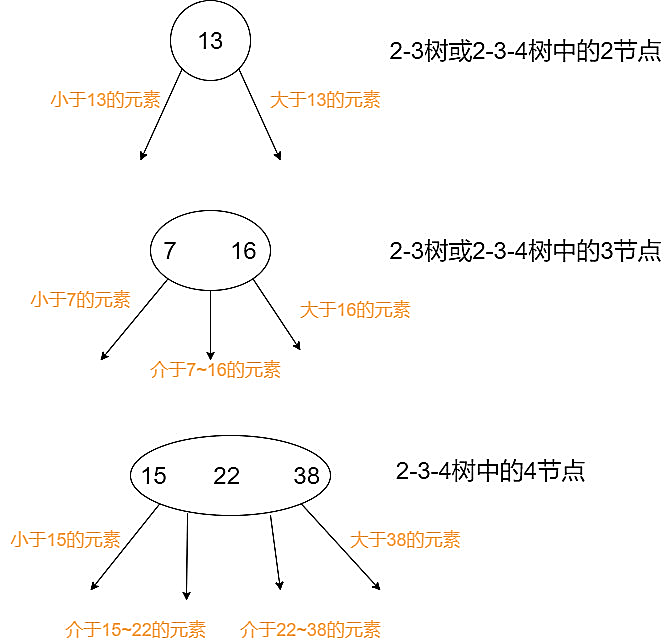 13
2-3树或2-3-4树中的2节点
小于13的元素
大于13的元素
7 16
2-3树或2-3-4树中的3节点
小于7的元素
大于16的元素
介于7~16的元素
15 22 38
2-3-4树中的4节点
小于15的元素
大于38的元素
介于15~22的元素
介于22~38的元素